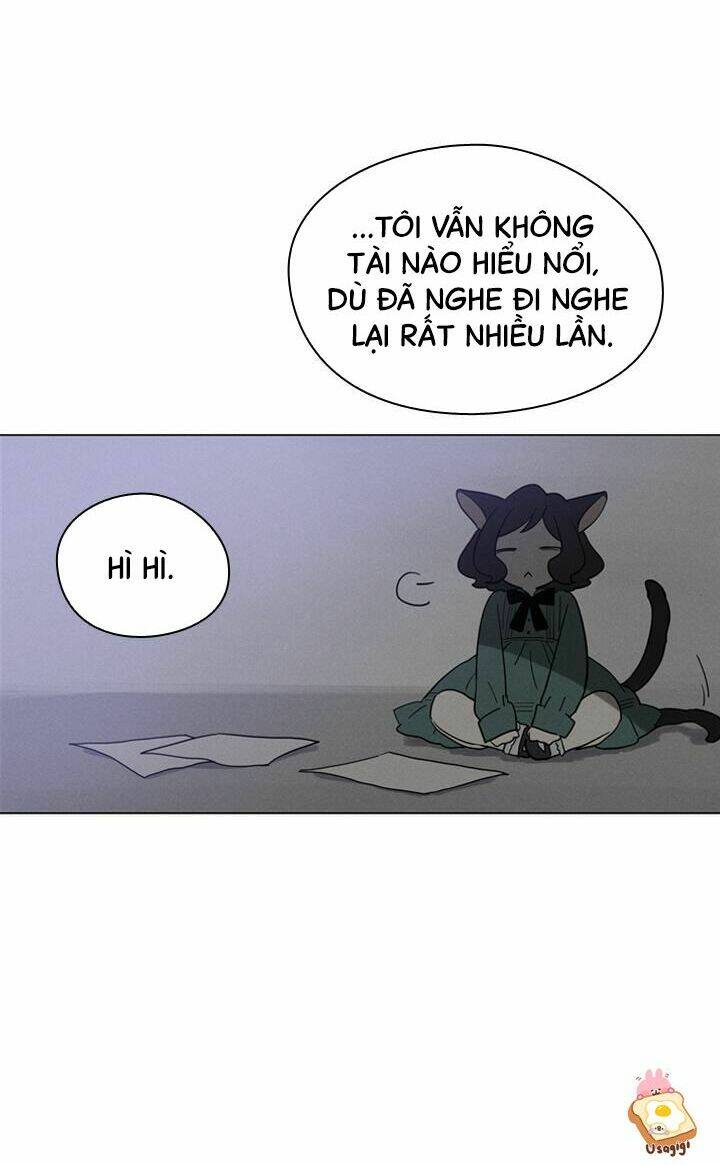 ...TÔI VẪN KHÔNG
TÀI NÀO HIỂU NỔI,
DÙ ĐÃ NGHE ĐI NGHE
LẠI RẤT NHIỀU LẦN.
HÌ HÌ.
Usagigi